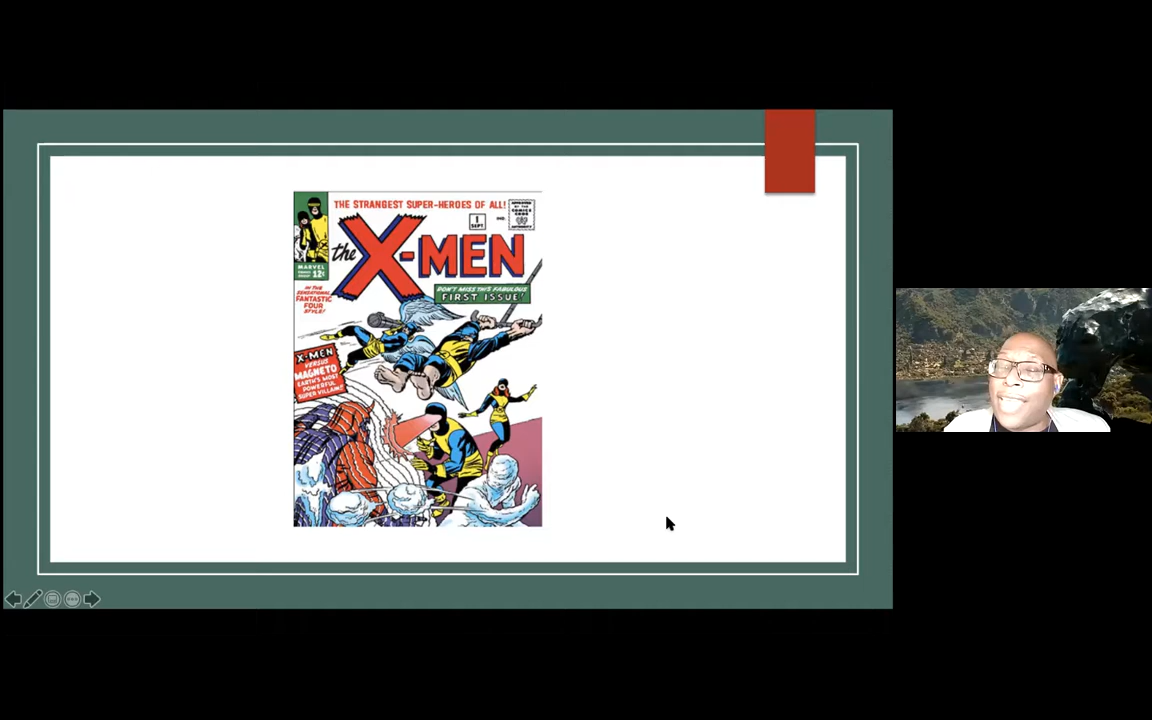 THE STRANGEST SUPER-HEROES OF ALL!
APPROVED
BY THE
COMICS
CODE
AUTHORITY
1
SEPT.
IND.
the X-MEN
MARVEL
COMICS
GROUP 12¢
DON'T MISS THIS FABULOUS
FIRST ISSUE!
IN THE
SENSATIONAL
FANTASTIC
FOUR
STYLE!
X-MEN
VERSUS
MAGNETO
EARTH'S MOST
POWERFUL
SUPER VILLAIN!!